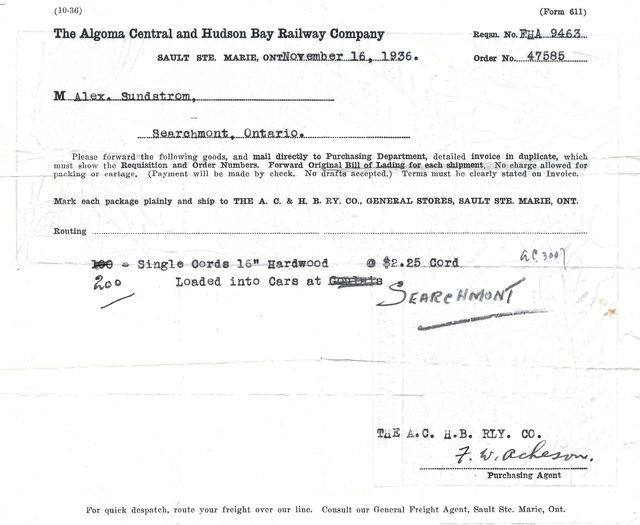 (10-36) (Form 611)
The Algoma Central and Hudson Bay Railway Company Reqsn. No. FHA 9463
SAULT STE. MARIE, ONT. November 16, 1936. Order No. 47585
M Alex. Sundstrom,
Searchmont, Ontario.
Please forward the following goods, and mail directly to Purchasing Department, detailed invoice in duplicate, which
must show the Requisition and Order Numbers. Forward Original Bill of Lading for each shipment. No charge allowed for
packing or cartage. (Payment will be made by check. No drafts accepted.) Terms must be clearly stated on Invoice.
Mark each package plainly and ship to THE A. C. & H. B. RY. CO., GENERAL STORES, SAULT STE. MARIE, ONT.
Routing
100 - Single Cords 16" Hardwood @ $2.25 Cord
200 Loaded into Cars at SEARCHMONT
THE A.C. H.B. RLY. CO.
F. W. Acheson.
Purchasing Agent
For quick despatch, route your freight over our line. Consult our General Freight Agent, Sault Ste. Marie, Ont.